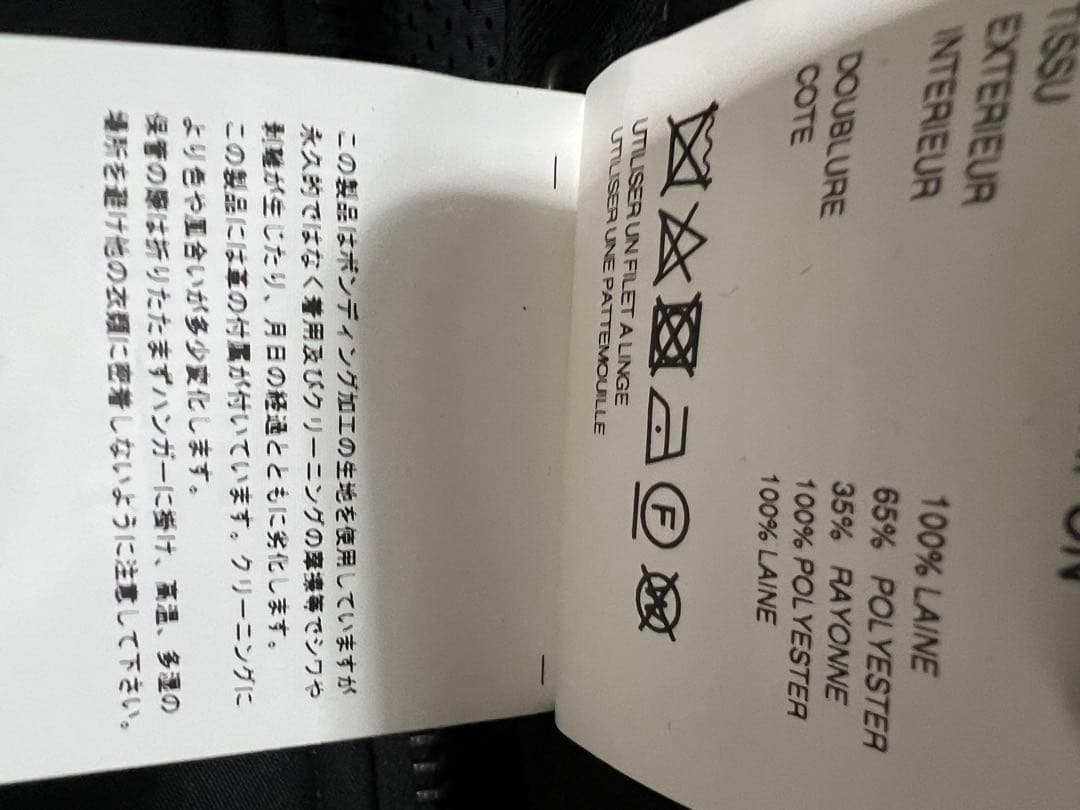 TISSU
EXTERIEUR 100% LAINE
INTERIEUR 65% POLYESTER
35% RAYONNE
DOUBLURE 100% POLYESTER
COTE 100% LAINE
F
W
UTILISER UN FILET A LINGE
UTILISER UNE PATTEMOUILLE
この製品はボンディング加工の生地を使用していますが
永久的ではなく着用及びクリーニングの摩擦等でシワや
剥離が生じたり、月日の経過とともに劣化します。
この製品には革の付属が付いています。クリーニングに
より色や風合いが多少変化します。
保管の際は折りたたまずハンガーに掛け、高温、多湿の
場所を避け他の衣類に密着しないように注意して下さい。